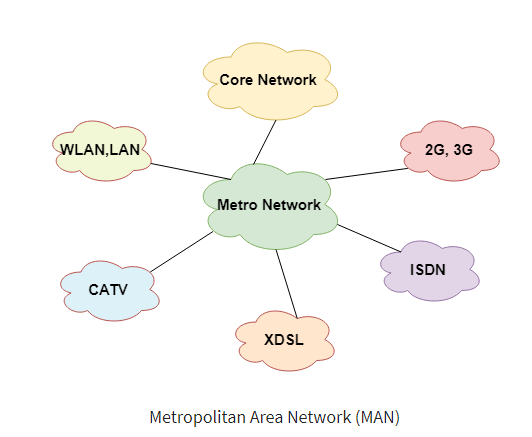 Core Network
WLAN,LAN
2G, 3G
Metro Network
ISDN
CATV
XDSL
Metropolitan Area Network (MAN)